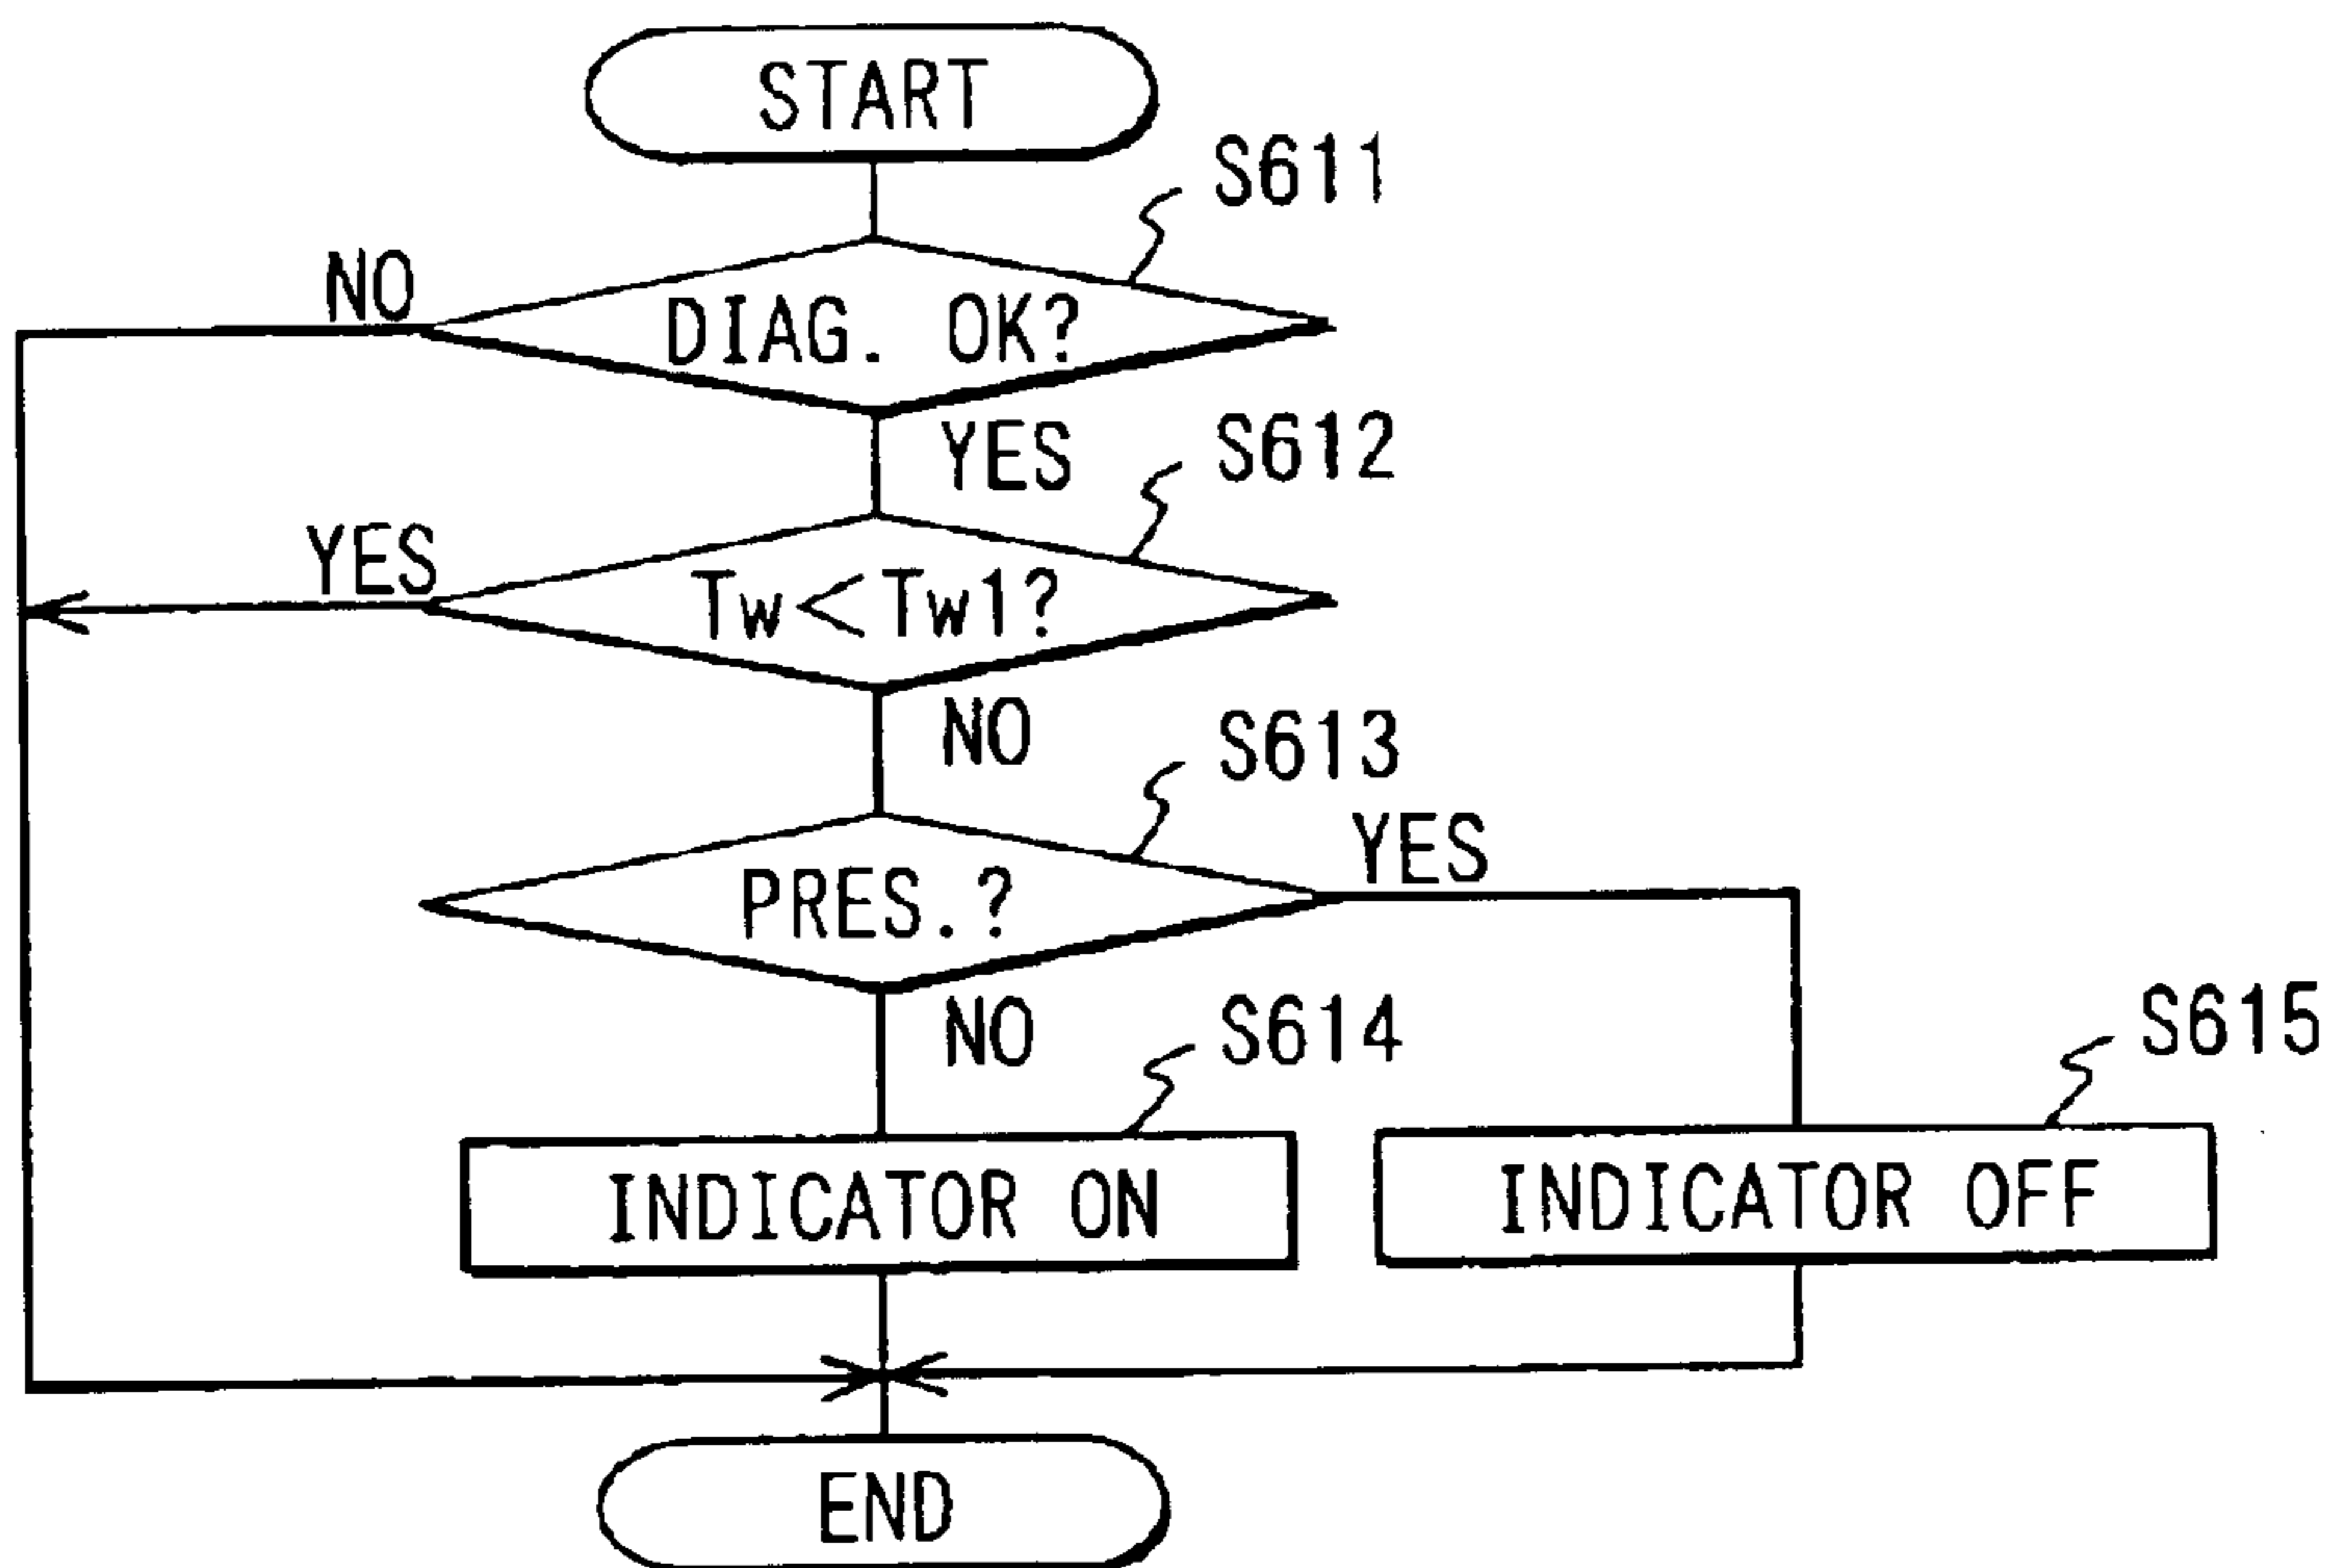 START
S611
NO
DIAG. OK?
YES
S612
YES
Tw<Tw1?
NO
S613
YES
PRES.?
NO
S614
S615
INDICATOR ON
INDICATOR OFF
END